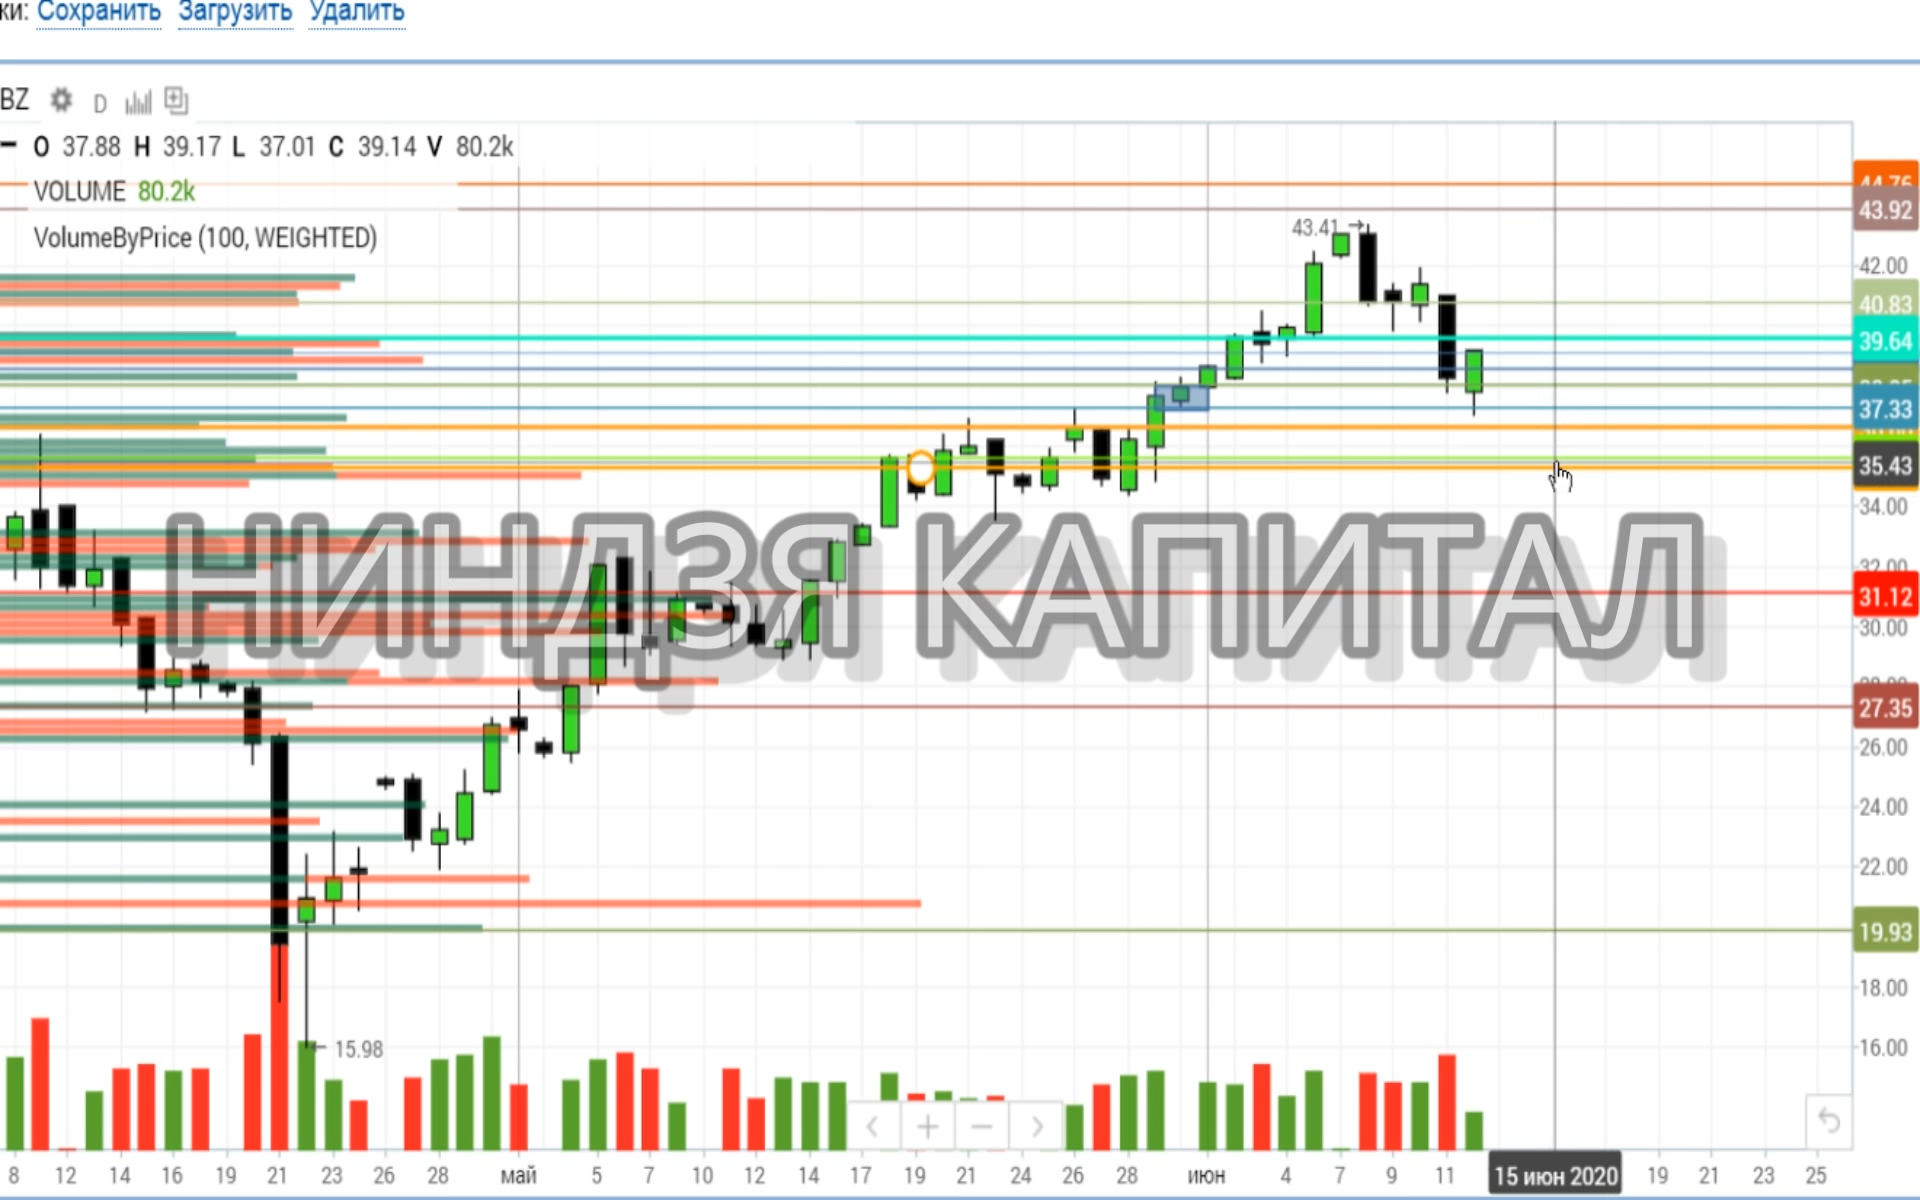 ки: Сохранить Загрузить Удалить
BZ D
O 37.88 H 39.17 L 37.01 C 39.14 V 80.2k
VOLUME 80.2k
VolumeByPrice (100, WEIGHTED)
43.92
43.41
42.00
40.83
39.64
37.33
35.43
34.00
32.00
НИНДЗЯ КАПИТАЛ
31.12
30.00
27.35
26.00
24.00
22.00
19.93
18.00
15.98
16.00
8 12 14 16 19 21 23 26 28 май 5 7 10 12 14 17 19 21 24 26 28 июн 4 7 9 11 15 июн 2020 19 21 23 25